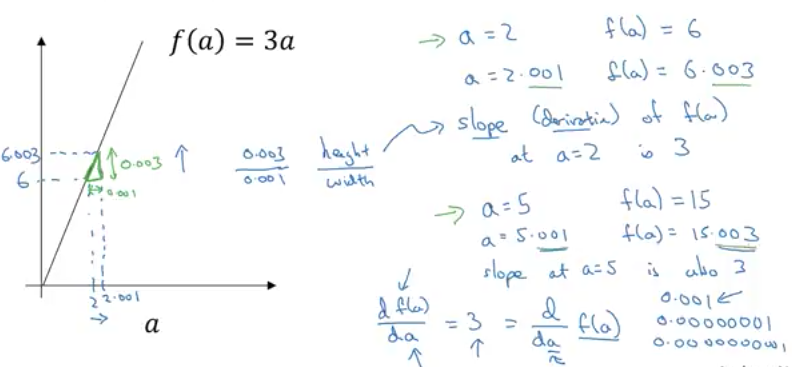 f(a) = 3a
→ a = 2 f(a) = 6
a = 2.001 f(a) = 6.003
slope (derivative) of f(a)
at a=2 is 3
6.003
6
0.003
0.001
0.003 height
0.001 width
2 2.001
→
a
→ a = 5 f(a) = 15
a = 5.001 f(a) = 15.003
slope at a=5 is also 3
d f(a)/da = 3 = d/da f(a)
0.001 ←
0.00000001
0.0000000001